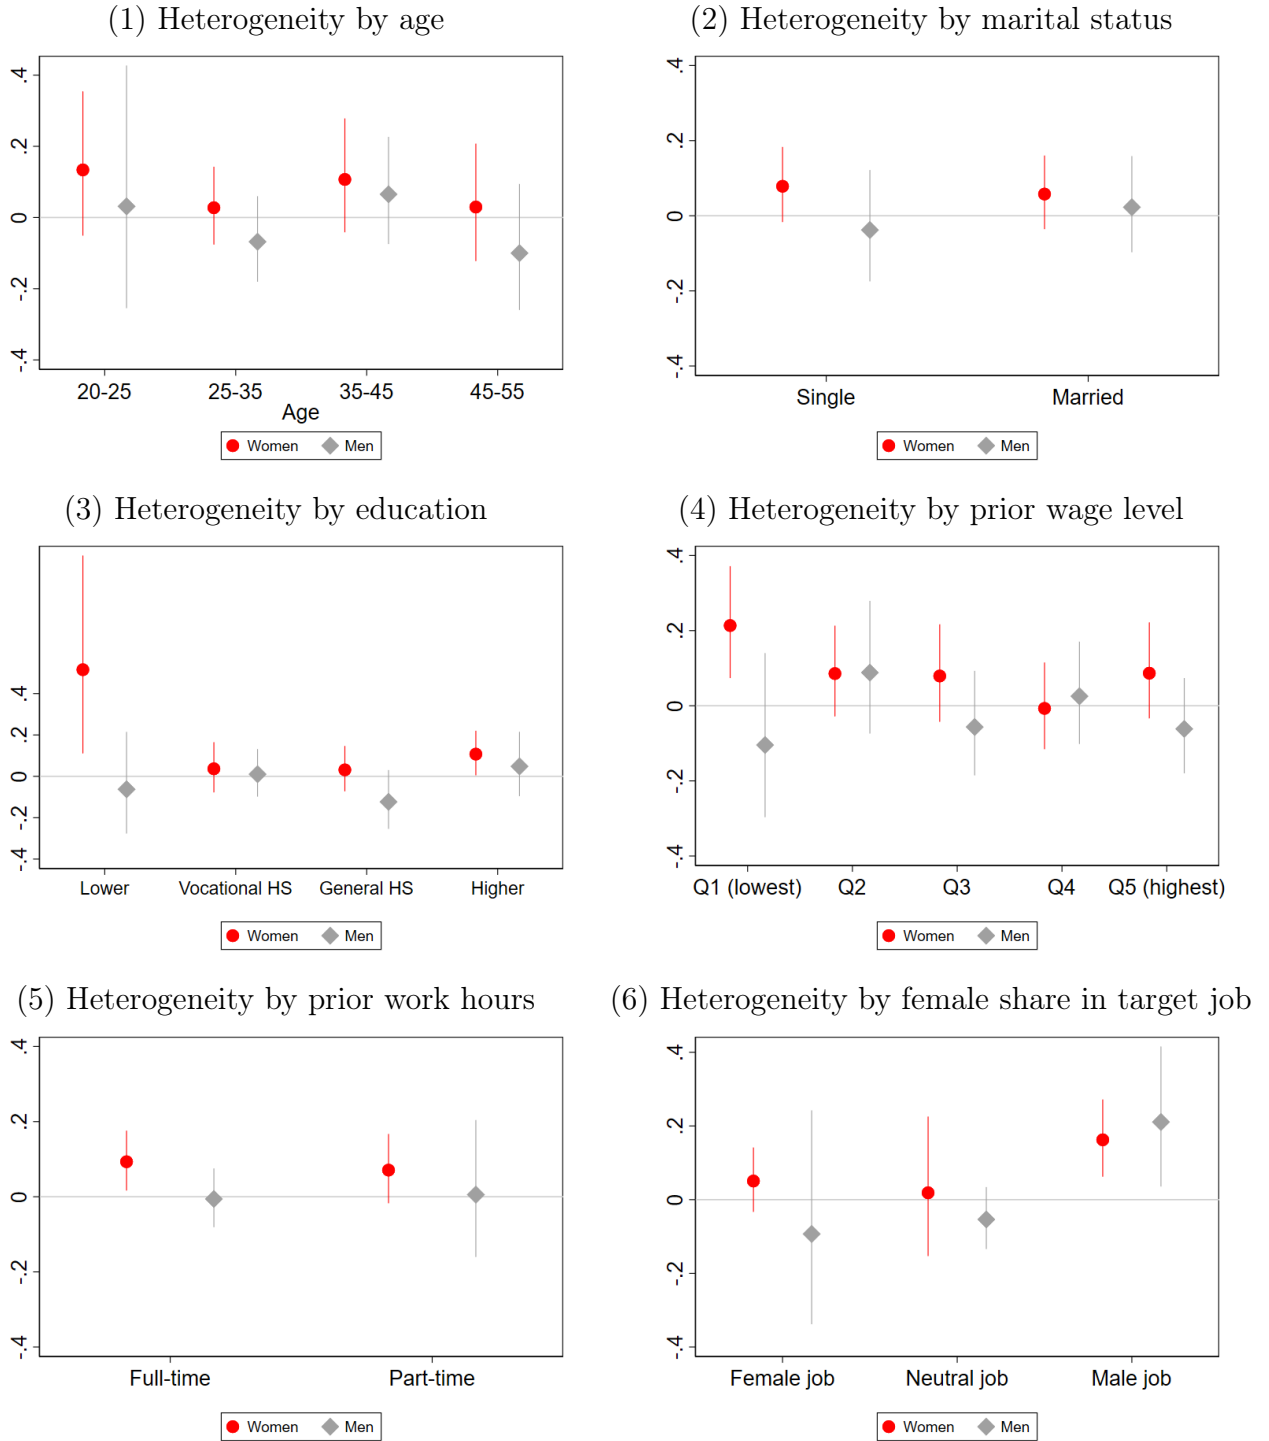 (1) Heterogeneity by age
.4
.2
0
-.2
-.4
20-25 25-35 35-45 45-55
Age
Women Men
(2) Heterogeneity by marital status
.4
.2
0
-.2
-.4
Single Married
Women Men
(3) Heterogeneity by education
.4
.2
0
-.2
-.4
Lower Vocational HS General HS Higher
Women Men
(4) Heterogeneity by prior wage level
.4
.2
0
-.2
-.4
Q1 (lowest) Q2 Q3 Q4 Q5 (highest)
Women Men
(5) Heterogeneity by prior work hours
.4
.2
0
-.2
-.4
Full-time Part-time
Women Men
(6) Heterogeneity by female share in target job
.4
.2
0
-.2
-.4
Female job Neutral job Male job
Women Men